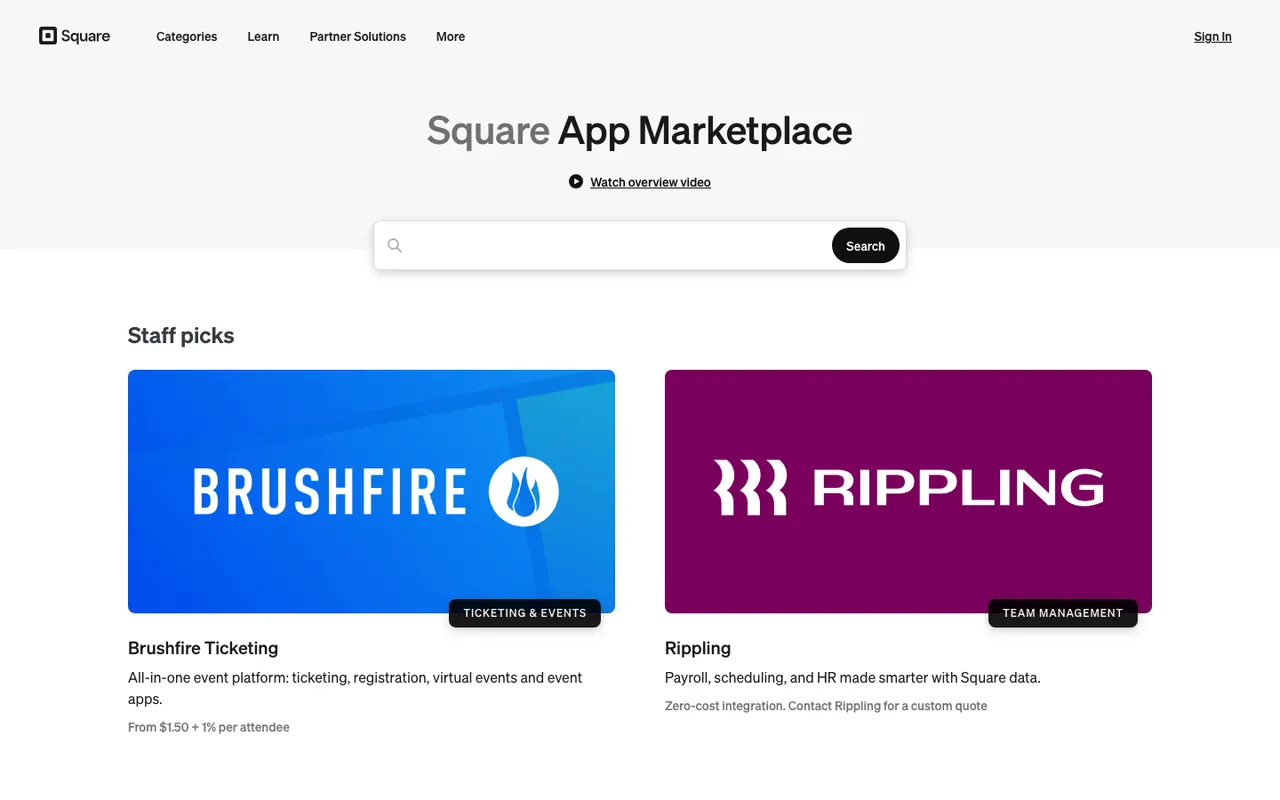 Square
Categories
Learn
Partner Solutions
More
Sign In
Square App Marketplace
Watch overview video
Search
Staff picks
BRUSHFIRE
TICKETING & EVENTS
RIPPLING
TEAM MANAGEMENT
Brushfire Ticketing
All-in-one event platform: ticketing, registration, virtual events and event
apps.
From $1.50 + 1% per attendee
Rippling
Payroll, scheduling, and HR made smarter with Square data.
Zero-cost integration. Contact Rippling for a custom quote